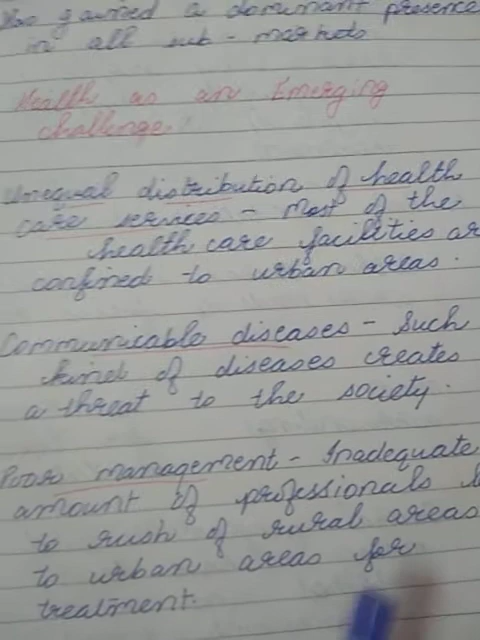 gained a dominant presence
in all sub-markets
Health as an Emerging
challenge.
Unequal distribution of health
care services - Most of the
health care facilities ar
confined to urban areas.
Communicable diseases - Such
kind of diseases creates
a threat to the society.
Poor management - Inadequate
amount of professionals
to rush of rural areas
to urban areas for
treatment.